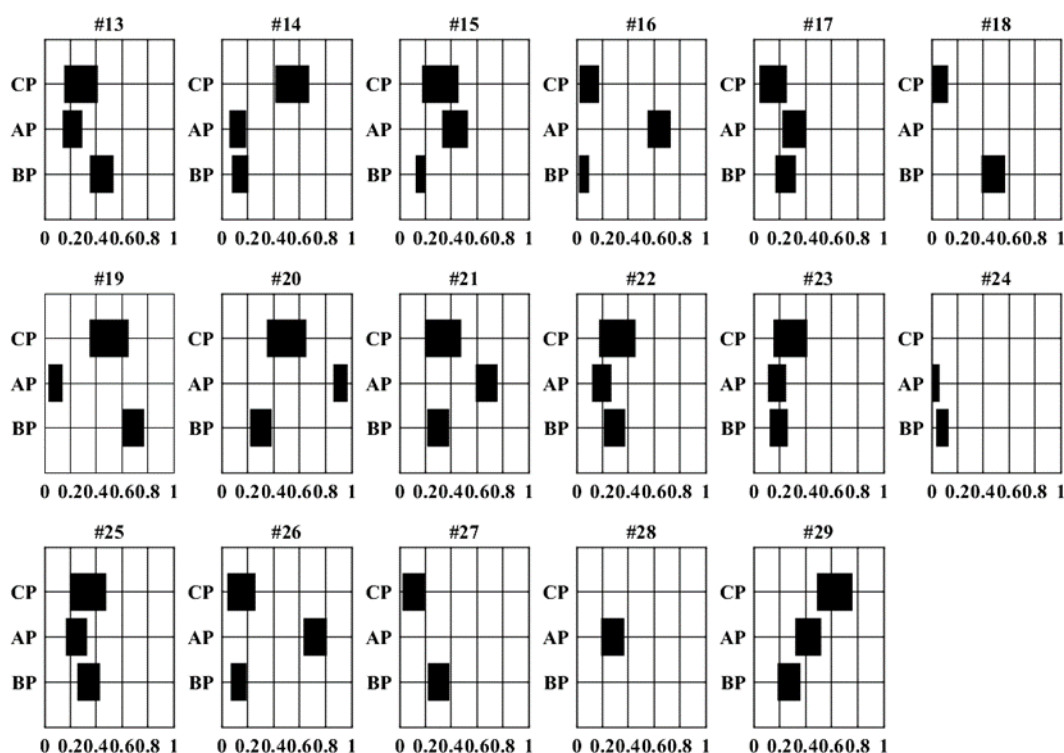 #13 #14 #15 #16 #17 #18
CP CP CP CP CP CP
AP AP AP AP AP AP
BP BP BP BP BP BP
0 0.20.40.60.8 1 0 0.20.40.60.8 1 0 0.20.40.60.8 1 0 0.20.40.60.8 1 0 0.20.40.60.8 1 0 0.20.40.60.8 1
#19 #20 #21 #22 #23 #24
CP CP CP CP CP CP
AP AP AP AP AP AP
BP BP BP BP BP BP
0 0.20.40.60.8 1 0 0.20.40.60.8 1 0 0.20.40.60.8 1 0 0.20.40.60.8 1 0 0.20.40.60.8 1 0 0.20.40.60.8 1
#25 #26 #27 #28 #29
CP CP CP CP CP
AP AP AP AP AP
BP BP BP BP BP
0 0.20.40.60.8 1 0 0.20.40.60.8 1 0 0.20.40.60.8 1 0 0.20.40.60.8 1 0 0.20.40.60.8 1